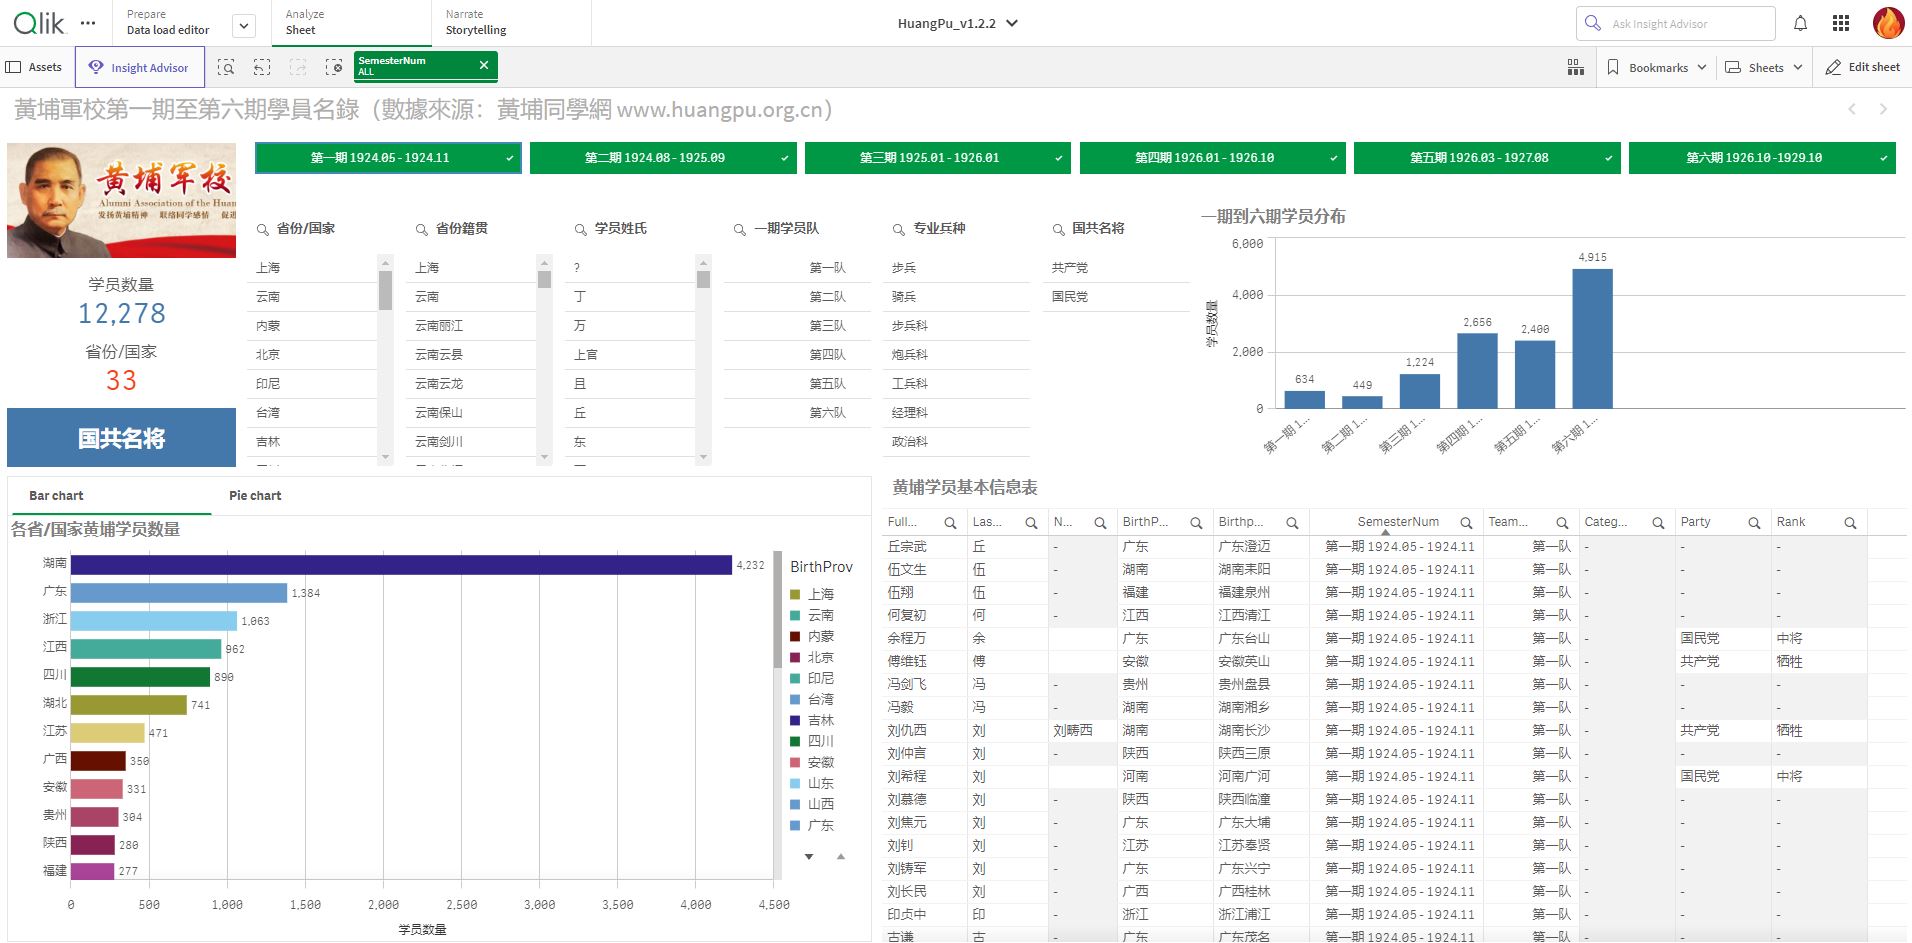 Qlik
Prepare
Data load editor
Analyze
Sheet
Narrate
Storytelling
HuangPu_v1.2.2
Ask Insight Advisor
Assets
Insight Advisor
SemesterNum
ALL
Bookmarks
Sheets
Edit sheet
黃埔軍校第一期至第六期學員名錄（數據來源：黃埔同學網 www.huangpu.org.cn）
黄埔军校
Alumni Association of the Huan
发扬黄埔精神 联络同学感情 促进
学员数量
12,278
省份/国家
33
国共名将
第一期 1924.05 - 1924.11
第二期 1924.08 - 1925.09
第三期 1925.01 - 1926.01
第四期 1926.01 - 1926.10
第五期 1926.03 - 1927.08
第六期 1926.10 -1929.10
省份/国家
上海
云南
内蒙
北京
印尼
台湾
吉林
省份籍贯
上海
云南
云南丽江
云南云县
云南云龙
云南保山
云南剑川
学员姓氏
?
丁
万
上官
且
丘
东
一期学员队
第一队
第二队
第三队
第四队
第五队
第六队
专业兵种
步兵
骑兵
步兵科
炮兵科
工兵科
经理科
政治科
国共名将
共产党
国民党
一期到六期学员分布
学员数量
6,000
4,000
2,000
0
634
449
1,224
2,656
2,400
4,915
第一期 1...
第二期 1...
第三期 1...
第四期 1...
第五期 1...
第六期 1...
Bar chart
Pie chart
各省/国家黄埔学员数量
湖南 4,232
广东 1,384
浙江 1,063
江西 962
四川 890
湖北 741
江苏 471
广西 350
安徽 331
贵州 304
陕西 280
福建 277
0 500 1,000 1,500 2,000 2,500 3,000 3,500 4,000 4,500
学员数量
BirthProv
上海
云南
内蒙
北京
印尼
台湾
吉林
四川
安徽
山东
山西
广东
黄埔学员基本信息表
Full... Las... N... BirthP... Birthp... SemesterNum Team... Categ... Party Rank
丘宗武 丘 - 广东 广东澄迈 第一期 1924.05 - 1924.11 第一队 - - -
伍文生 伍 - 湖南 湖南耒阳 第一期 1924.05 - 1924.11 第一队 - - -
伍翔 伍 - 福建 福建泉州 第一期 1924.05 - 1924.11 第一队 - - -
何复初 何 - 江西 江西清江 第一期 1924.05 - 1924.11 第一队 - - -
余程万 余 广东 广东台山 第一期 1924.05 - 1924.11 第一队 - 国民党 中将
傅维钰 傅 安徽 安徽英山 第一期 1924.05 - 1924.11 第一队 - 共产党 牺牲
冯剑飞 冯 - 贵州 贵州盘县 第一期 1924.05 - 1924.11 第一队 - - -
冯毅 冯 - 湖南 湖南湘乡 第一期 1924.05 - 1924.11 第一队 - - -
刘仇西 刘 刘畴西 湖南 湖南长沙 第一期 1924.05 - 1924.11 第一队 - 共产党 牺牲
刘仲言 刘 - 陕西 陕西三原 第一期 1924.05 - 1924.11 第一队 - - -
刘希程 刘 河南 河南广河 第一期 1924.05 - 1924.11 第一队 - 国民党 中将
刘慕德 刘 - 陕西 陕西临潼 第一期 1924.05 - 1924.11 第一队 - - -
刘焦元 刘 - 广东 广东大埔 第一期 1924.05 - 1924.11 第一队 - - -
刘钊 刘 - 江苏 江苏奉贤 第一期 1924.05 - 1924.11 第一队 - - -
刘铸军 刘 - 广东 广东兴宁 第一期 1924.05 - 1924.11 第一队 - - -
刘长民 刘 - 广西 广西桂林 第一期 1924.05 - 1924.11 第一队 - - -
印贞中 印 - 浙江 浙江浦江 第一期 1924.05 - 1924.11 第一队 - - -
古谦 古 - 广东 广东茂名 第一期 1924.05 - 1924.11 第一队 - - -